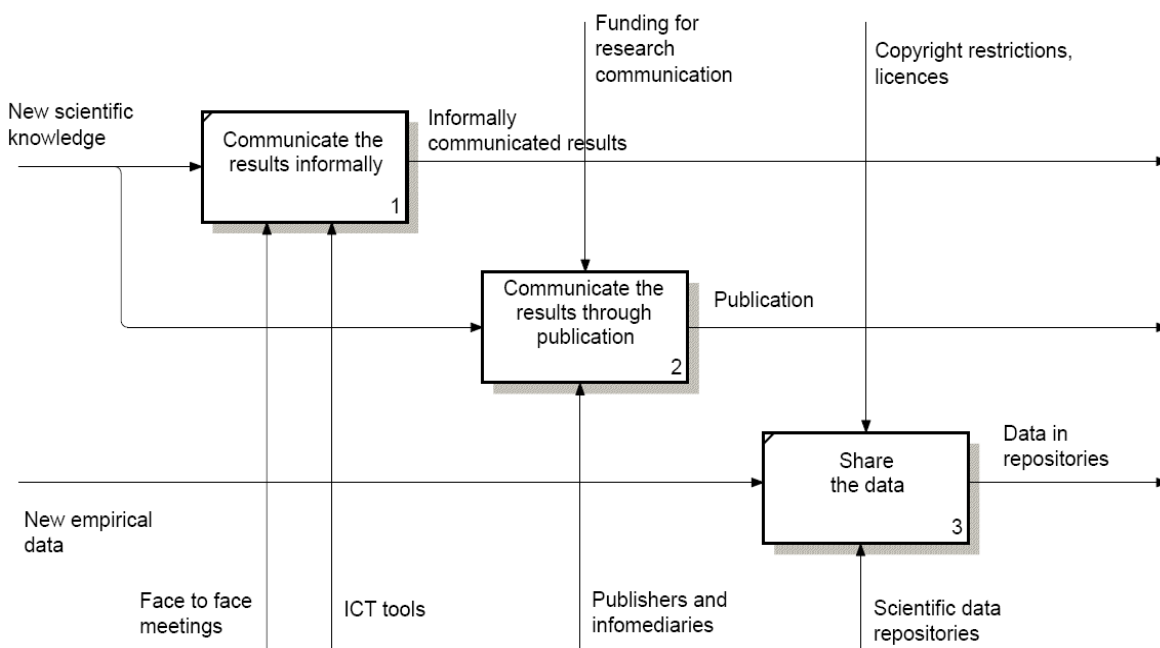 Funding for
research
communication
Copyright restrictions,
licences
New scientific
knowledge
Communicate the
results informally
1
Informally
communicated results
Communicate the
results through
publication
2
Publication
Share
the data
3
Data in
repositories
New empirical
data
Face to face
meetings
ICT tools
Publishers and
infomediaries
Scientific data
repositories